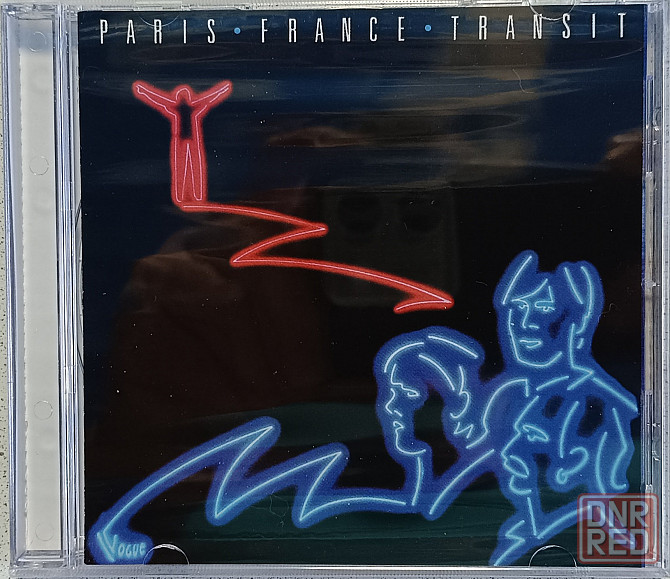 PARIS • FRANCE • TRANSIT
VOGUE
DNR
RED